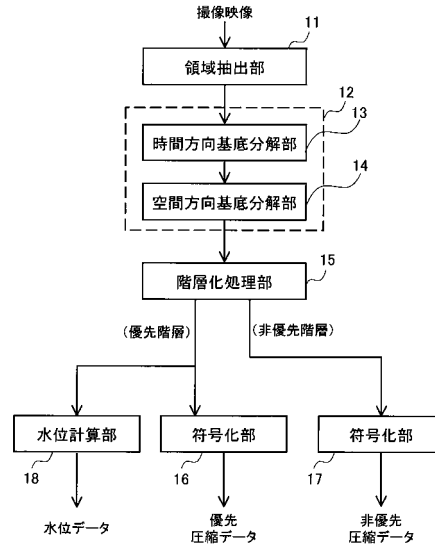 撮像映像
11
領域抽出部
12
13
時間方向基底分解部
14
空間方向基底分解部
15
階層化処理部
(優先階層)
(非優先階層)
水位計算部
符号化部
符号化部
18
16
17
水位データ
優先
圧縮データ
非優先
圧縮データ